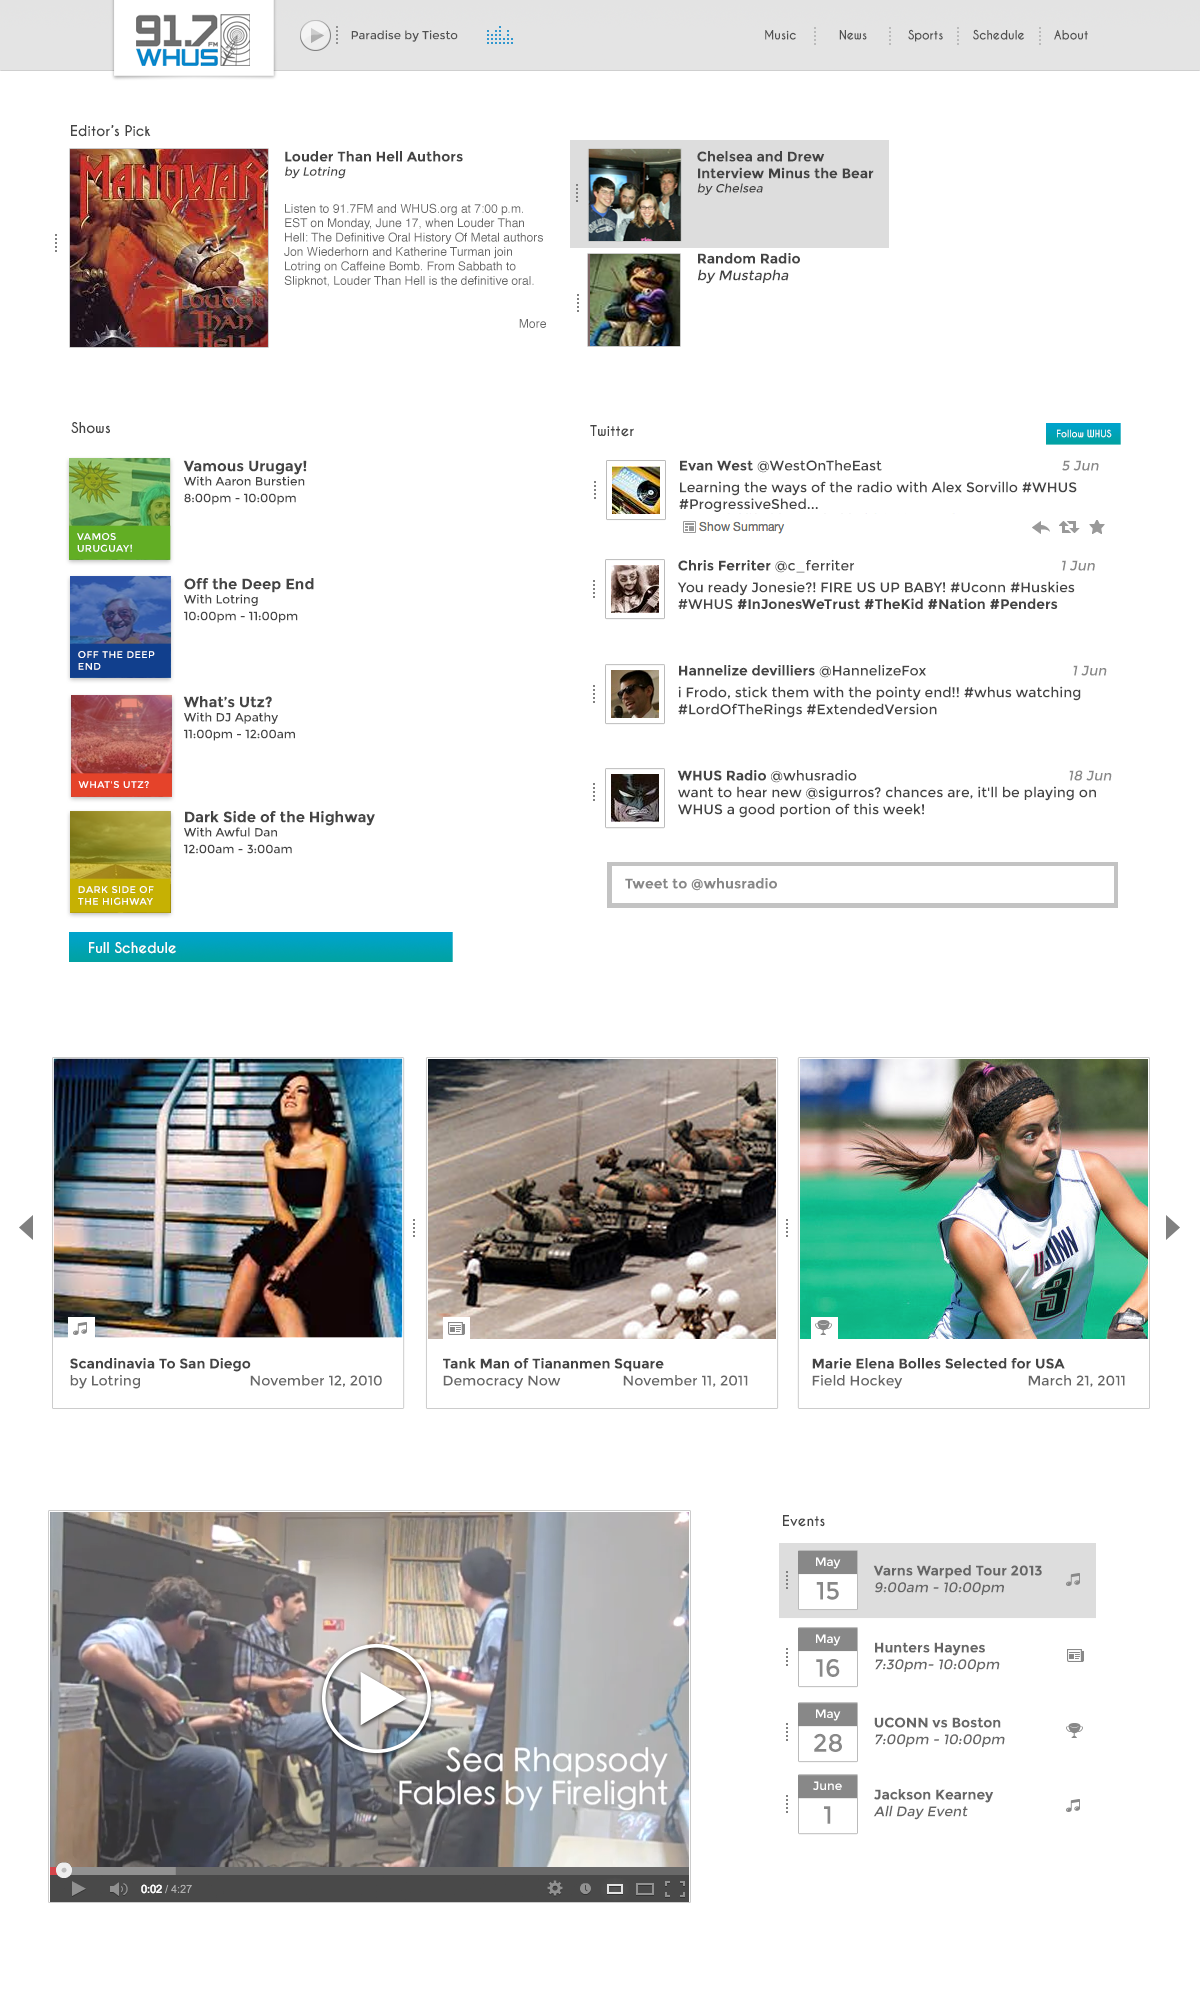 91.7
FM
WHUS
Paradise by Tiesto
Music
News
Sports
Schedule
About
Editor's Pick
MANOWAR
LOUDER
THAN
HELL
Louder Than Hell Authors
by Lotring
Listen to 91.7FM and WHUS.org at 7:00 p.m.
EST on Monday, June 17, when Louder Than
Hell: The Definitive Oral History Of Metal authors
Jon Wiederhorn and Katherine Turman join
Lotring on Caffeine Bomb. From Sabbath to
Slipknot, Louder Than Hell is the definitive oral.
More
Chelsea and Drew
Interview Minus the Bear
by Chelsea
Random Radio
by Mustapha
Shows
VAMOS
URUGUAY!
Vamous Urugay!
With Aaron Burstien
8:00pm - 10:00pm
OFF THE DEEP
END
Off the Deep End
With Lotring
10:00pm - 11:00pm
WHAT'S UTZ?
What's Utz?
With DJ Apathy
11:00pm - 12:00am
DARK SIDE OF
THE HIGHWAY
Dark Side of the Highway
With Awful Dan
12:00am - 3:00am
Full Schedule
Twitter
Follow WHUS
Evan West @WestOnTheEast
5 Jun
Learning the ways of the radio with Alex Sorvillo #WHUS
#ProgressiveShed...
Show Summary
Chris Ferriter @c_ferriter
1 Jun
You ready Jonesie?! FIRE US UP BABY! #Uconn #Huskies
#WHUS #InJonesWeTrust #TheKid #Nation #Penders
Hannelize devilliers @HannelizeFox
1 Jun
i Frodo, stick them with the pointy end!! #whus watching
#LordOfTheRings #ExtendedVersion
WHUS Radio @whusradio
18 Jun
want to hear new @sigurros? chances are, it'll be playing on
WHUS a good portion of this week!
Tweet to @whusradio
Scandinavia To San Diego
by Lotring
November 12, 2010
Tank Man of Tiananmen Square
Democracy Now
November 11, 2011
UCONN
3
Marie Elena Bolles Selected for USA
Field Hockey
March 21, 2011
Sea Rhapsody
Fables by Firelight
0:02 / 4:27
Events
May
15
Varns Warped Tour 2013
9:00am - 10:00pm
May
16
Hunters Haynes
7:30pm- 10:00pm
May
28
UCONN vs Boston
7:00pm - 10:00pm
June
1
Jackson Kearney
All Day Event